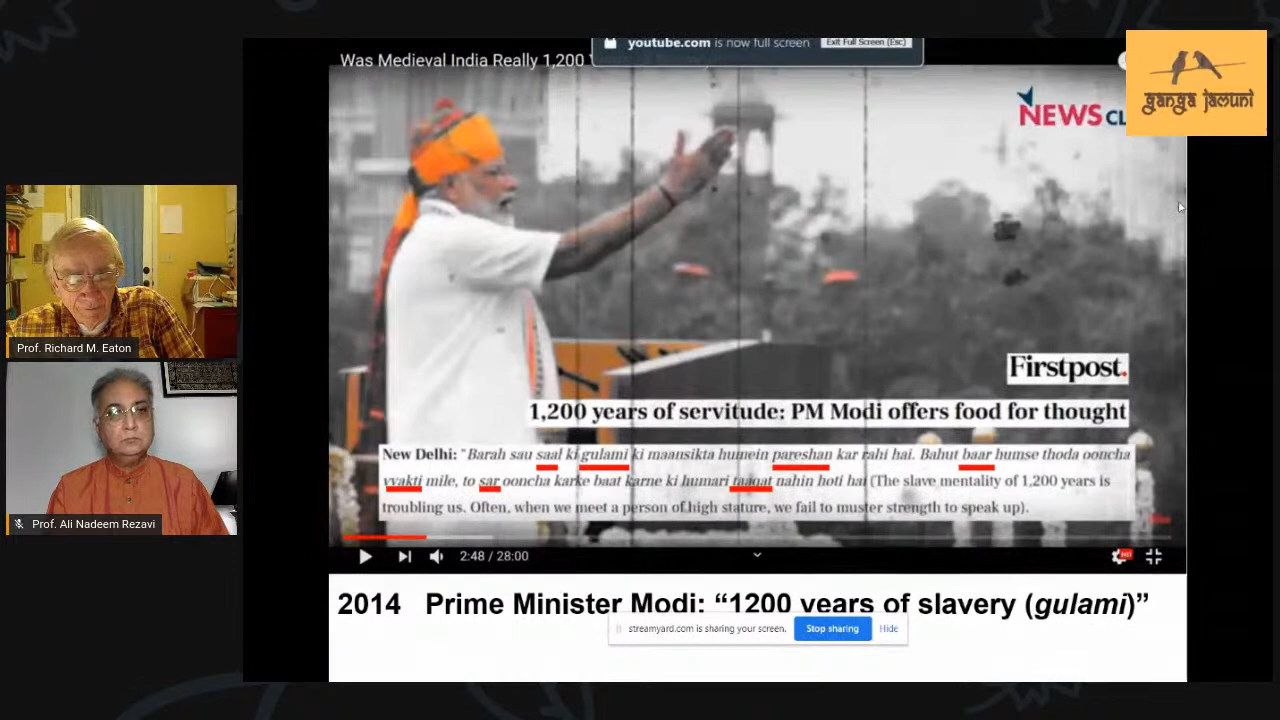 youtube.com is now full screen Exit Full Screen (Esc)
Was Medieval India Really 1,200
NEWS CL
ganga jamuni
Prof. Richard M. Eaton
Prof. Ali Nadeem Rezavi
Firstpost.
1,200 years of servitude: PM Modi offers food for thought
New Delhi: "Barah sau saal ki gulami ki maansikta humein pareshan kar rahi hai. Bahut baar humse thoda ooncha
vyakti mile, to sar ooncha karke baat karne ki humari taaqat nahin hoti hai (The slave mentality of 1,200 years is
troubling us. Often, when we meet a person of high stature, we fail to muster strength to speak up).
2:48 / 28:00
HD
2014 Prime Minister Modi: “1200 years of slavery (gulami)”
streamyard.com is sharing your screen. Stop sharing Hide